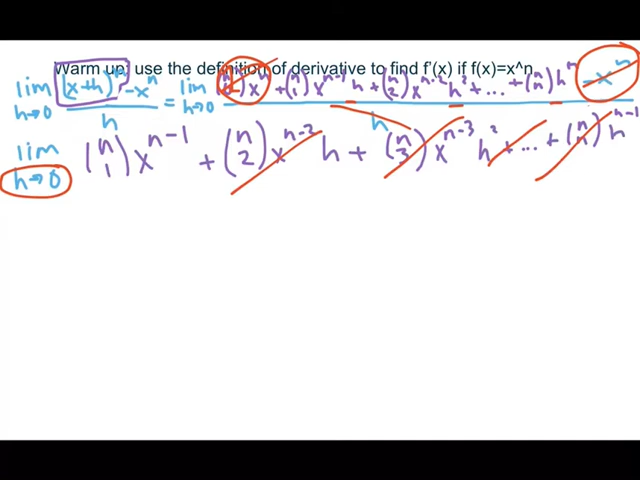 Warm up: use the definition of derivative to find f'(x) if f(x)=x^n
lim h→0 ((x+h)^n - x^n)/h = lim h→0 ((n 0)x^n + (n 1)x^(n-1) h + (n 2)x^(n-2) h^2 + ... + (n n)h^n - x^n)/h
lim h→0 (n 1)x^(n-1) + (n 2)x^(n-2) h + (n 3)x^(n-3) h^2 + ... + (n n)h^(n-1)